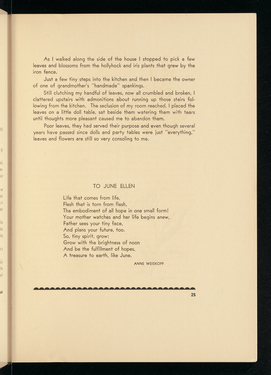 As I walked along the side of the house I stopped to pick a few
leaves and blossoms from the hollyhock and iris plants that grew by the
iron fence.
Just a few tiny steps into the kitchen and then I became the owner
of one of grandmother's "handmade" spankings.
Still clutching my handful of leaves, now all crumbled and broken, I
clattered upstairs with admonitions about running up those stairs fol-
lowing from the kitchen. The seclusion of my room reached, I placed the
leaves on a little doll table, sat beside them watering them with tears
until thoughts more pleasant caused me to abandon them.
Poor leaves, they had served their purpose and even though several
years have passed since dolls and party tables were just "everything,"
leaves and flowers are still so very consoling to me.
TO JUNE ELLEN
Life that comes from life,
Flesh that is torn from flesh,
The embodiment of all hope in one small form!
Your mother watches and her life begins anew,
Father sees your tiny face,
And plans your future, too.
So, tiny spirit, grow:
Grow with the brightness of noon
And be the fulfillment of hopes,
A treasure to earth, like June.
ANNE
25